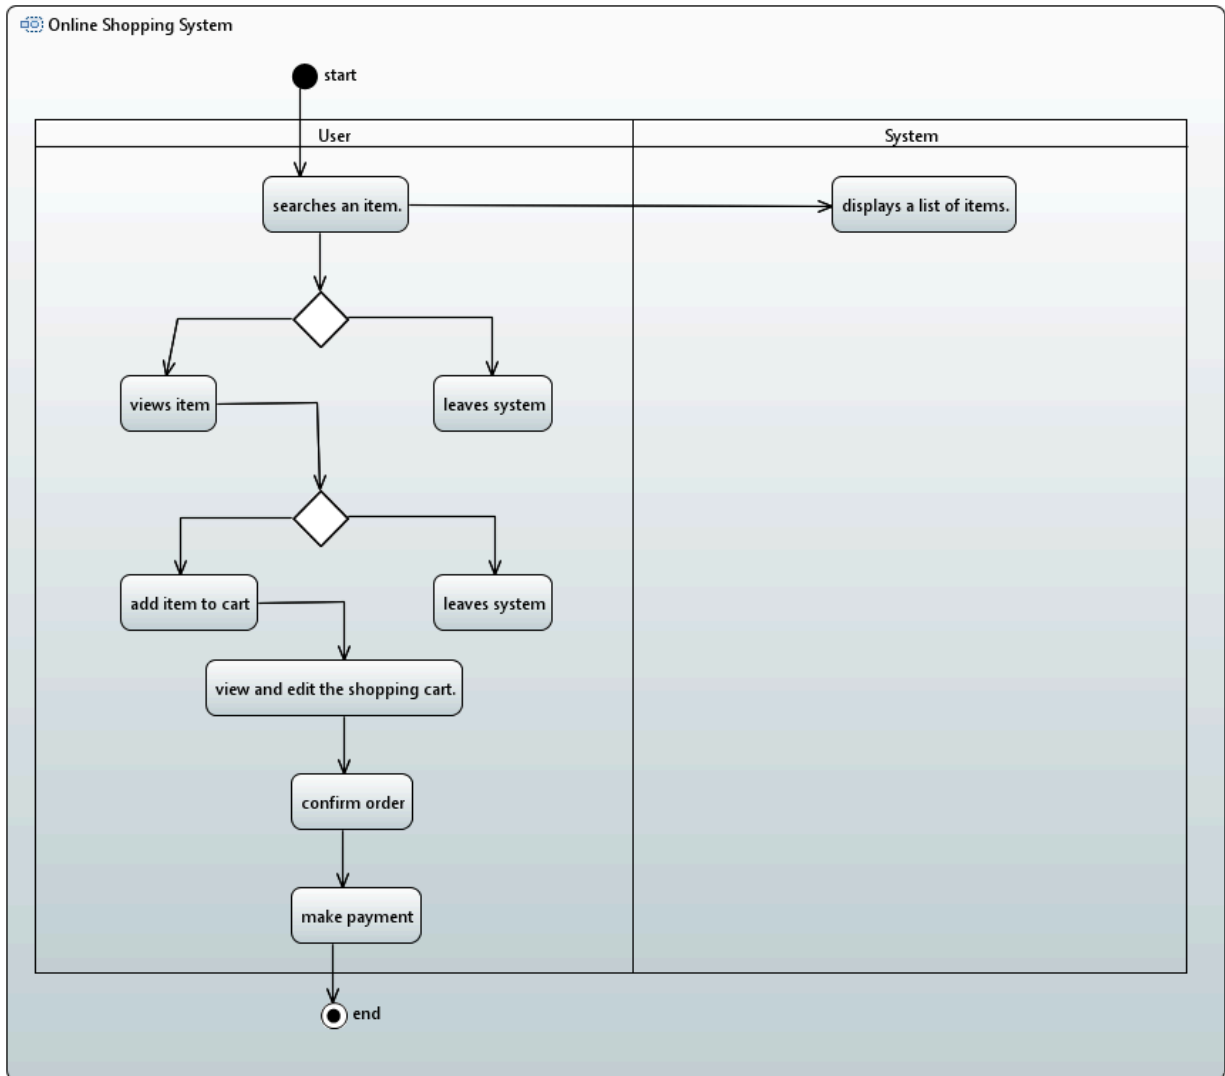 Online Shopping System
start
User
System
searches an item.
displays a list of items.
views item
leaves system
add item to cart
leaves system
view and edit the shopping cart.
confirm order
make payment
end